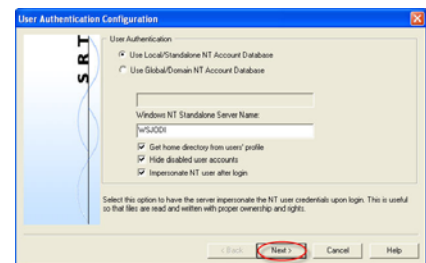 User Authentication Configuration
SRT
User Authentication
Use Local/Standalone NT Account Database
Use Global/Domain NT Account Database
Windows NT Standalone Server Name:
WSJODI
Get home directory from users' profile
Hide disabled user accounts
Impersonate NT user after login
Select this option to have the server impersonate the NT user credentials upon login. This is useful
so that files are read and written with proper ownership and rights.
< Back
Next >
Cancel
Help